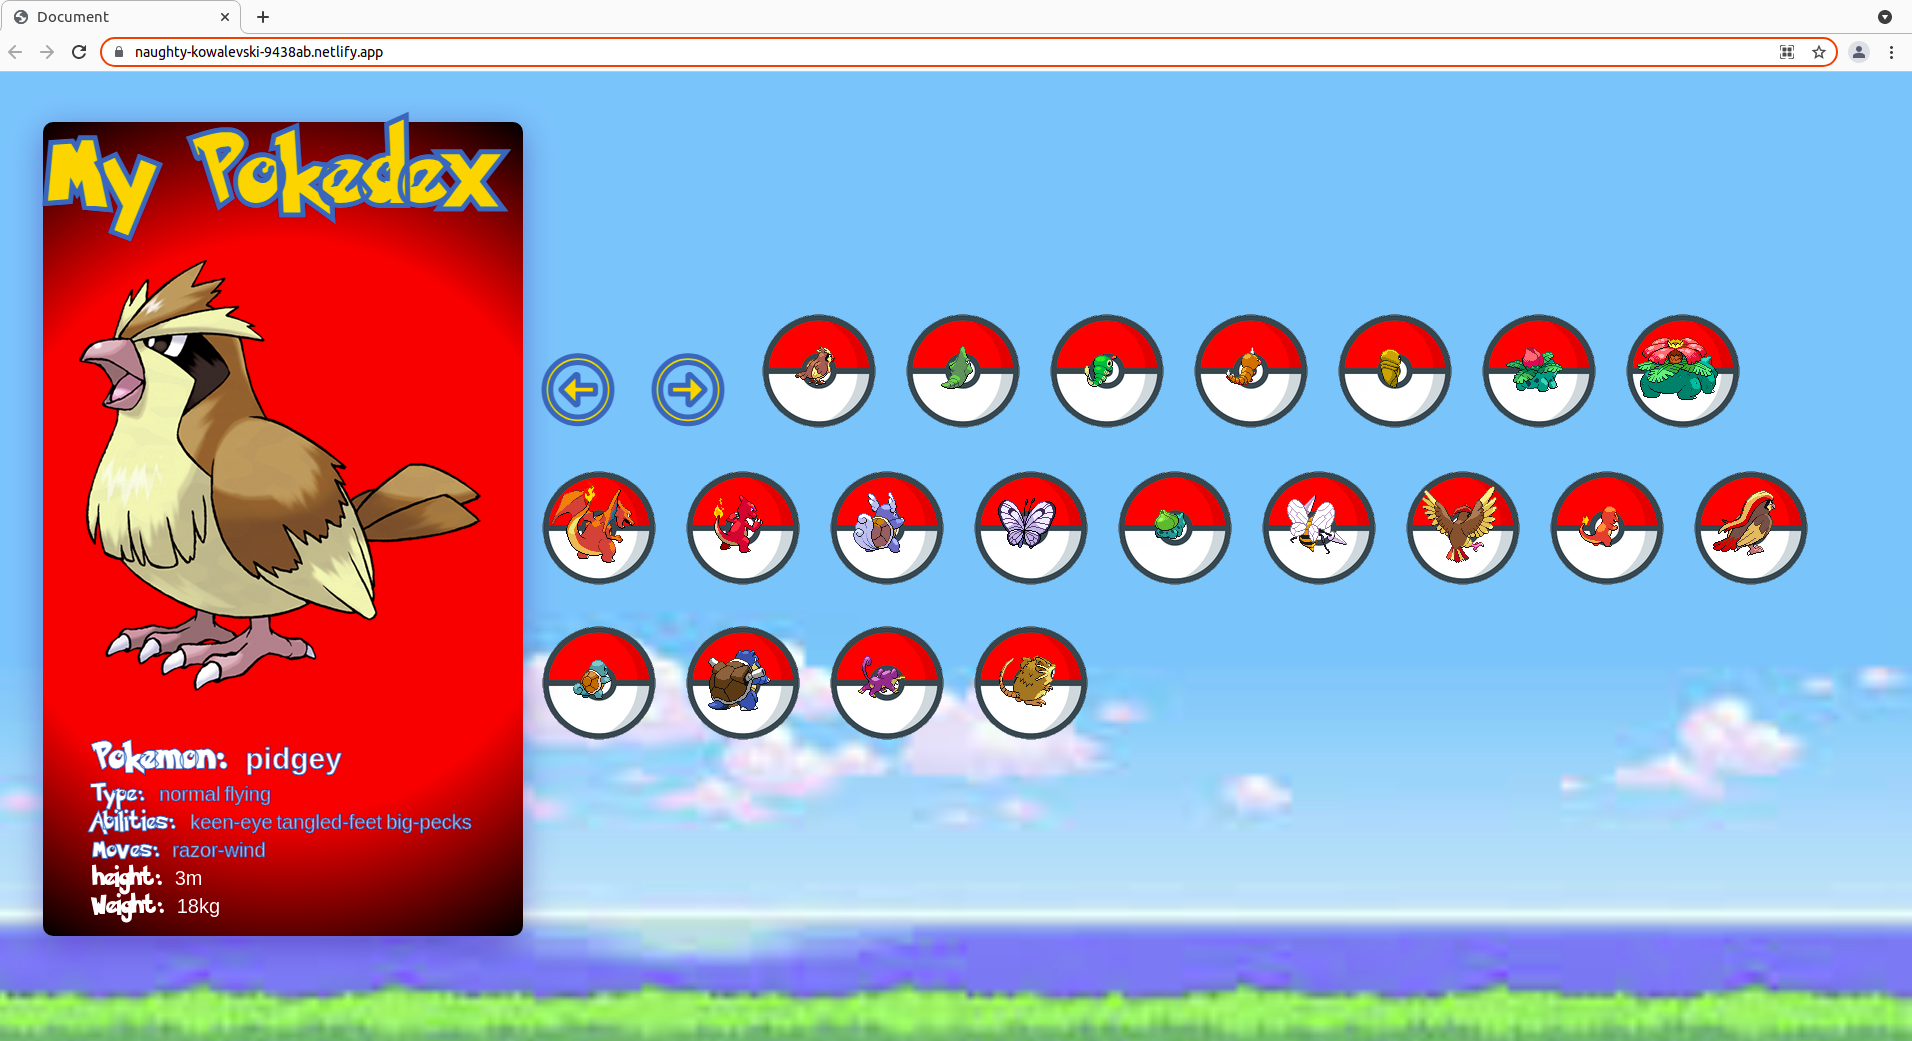 Document
naughty-kowalevski-9438ab.netlify.app
My Pokedex
Pokemon: pidgey
Type: normal flying
Abilities: keen-eye tangled-feet big-pecks
Moves: razor-wind
height: 3m
Weight: 18kg